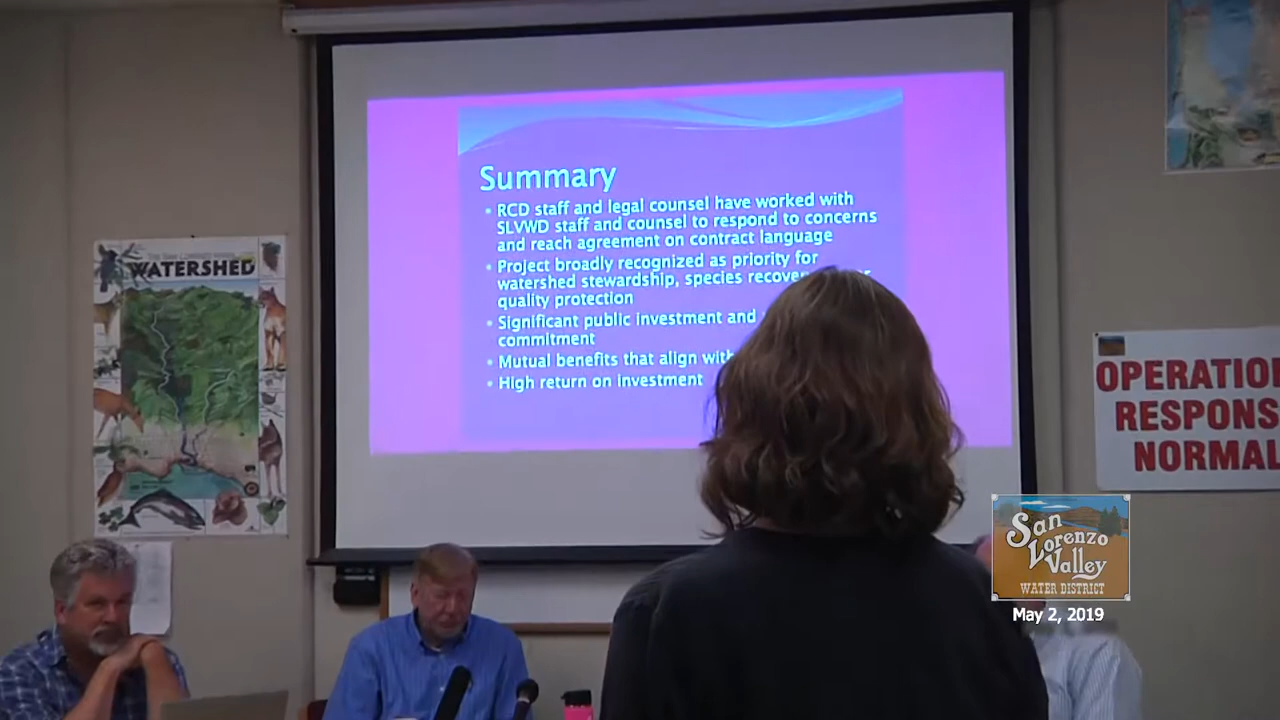 WATERSHED
Summary
• RCD staff and legal counsel have worked with
SLVWD staff and counsel to respond to concerns
and reach agreement on contract language
• Project broadly recognized as priority for
watershed stewardship, species
quality protection
• Significant public investment and
commitment
• Mutual benefits that align with
• High return on investment
OPERATIO
RESPONS
NORMAL
San
Lorenzo
Valley
WATER DISTRICT
May 2, 2019